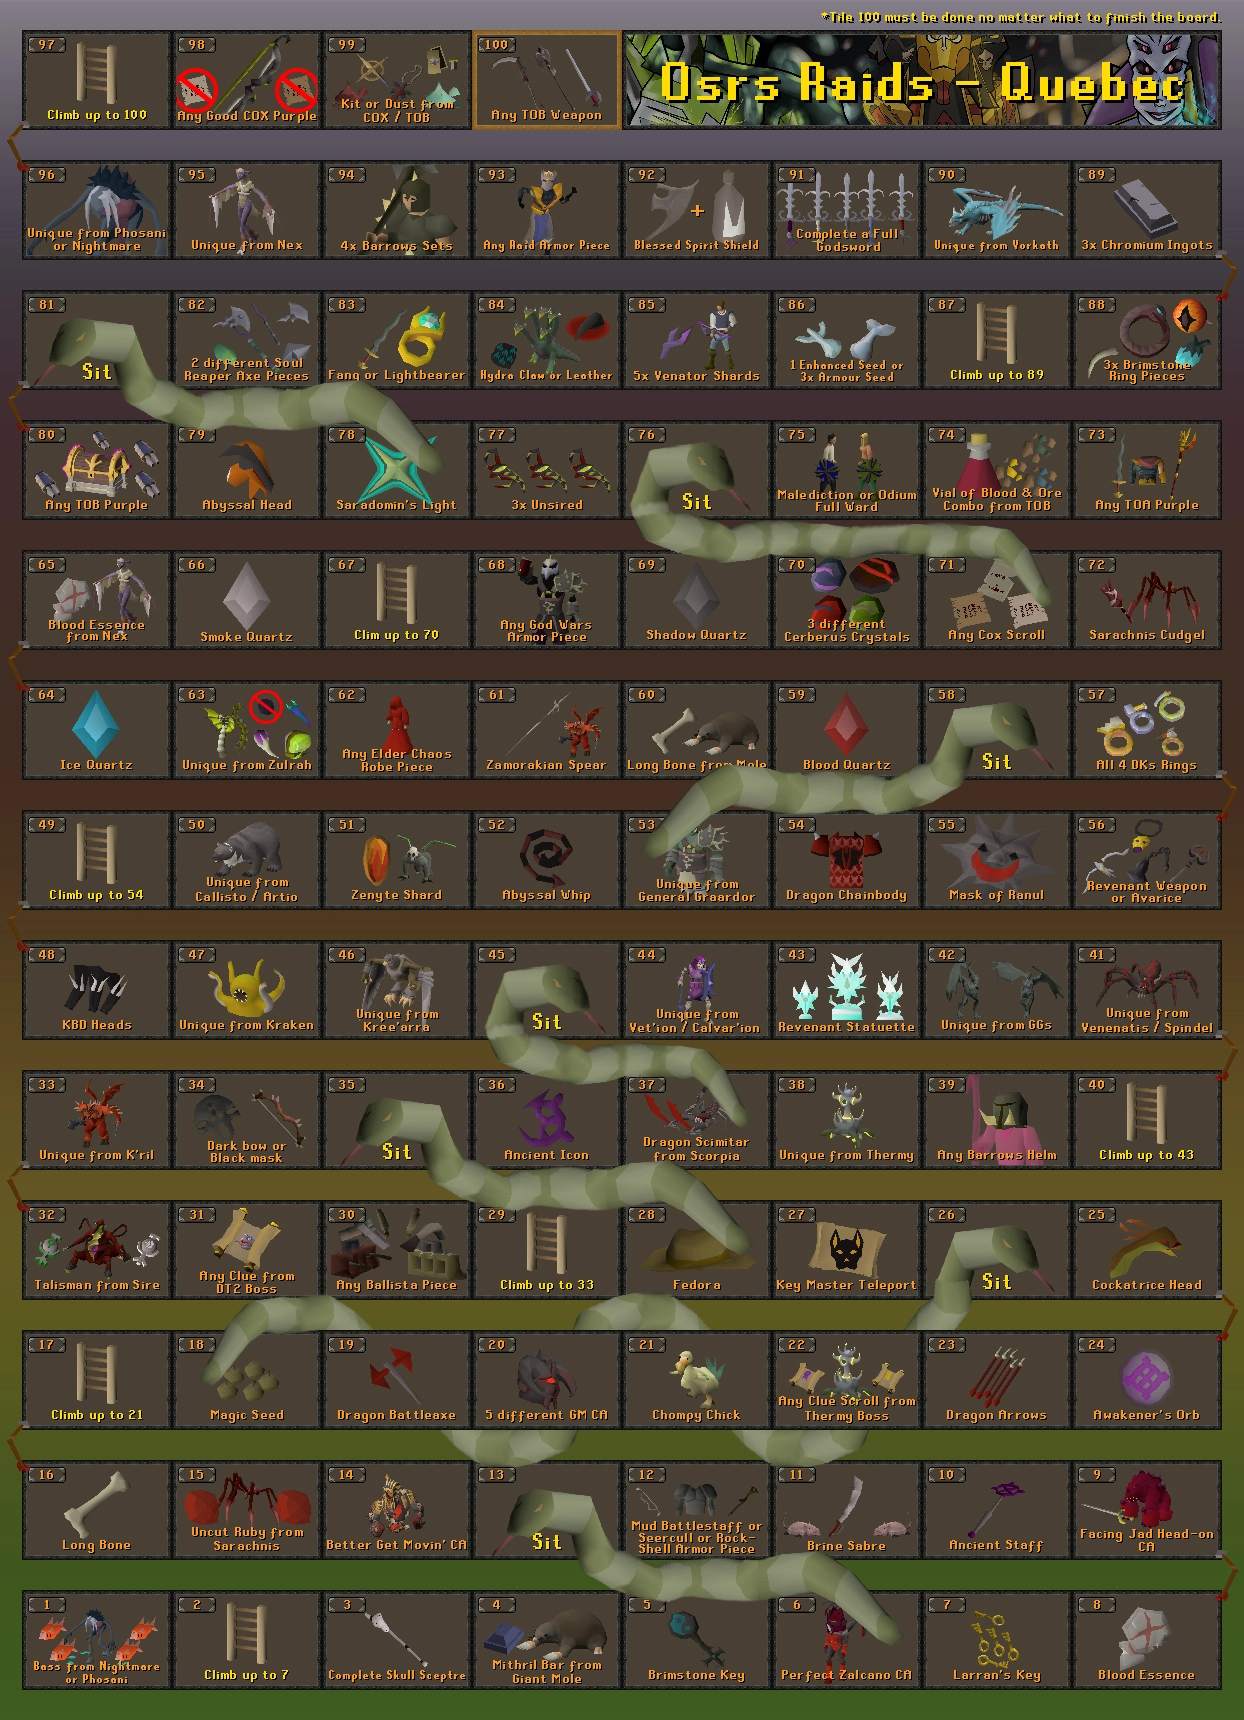 *Tile 100 must be done no matter what to finish the board.
97
Climb up to 100
98
Any Good COX Purple
99
Kit or Dust from
COX / TOB
100
Any TOB Weapon
Osrs Raids - Quebec
96
Unique from Phosani
or Nightmare
95
Unique from Nex
94
4x Barrows Sets
93
Any Raid Armor Piece
92
+
Blessed Spirit Shield
91
Complete a Full
Godsword
90
Unique from Vorkath
89
3x Chromium Ingots
81
Sit
82
2 different Soul
Reaper Axe Pieces
83
Fang or Lightbearer
84
Hydra Claw or Leather
85
5x Venator Shards
86
1 Enhanced Seed or
3x Armour Seed
87
Climb up to 89
88
3x Brimstone
Ring Pieces
80
Any TOB Purple
79
Abyssal Head
78
Saradomin's Light
77
3x Unsired
76
Sit
75
Malediction or Odium
Full Ward
74
Vial of Blood & Ore
Combo from TOB
73
Any TOA Purple
65
Blood Essence
from Nex
66
Smoke Quartz
67
Clim up to 70
68
Any God Wars
Armor Piece
69
Shadow Quartz
70
3 different
Cerberus Crystals
71
Any Cox Scroll
72
Sarachnis Cudgel
64
Ice Quartz
63
Unique from Zulrah
62
Any Elder Chaos
Robe Piece
61
Zamorakian Spear
60
Long Bone from Mole
59
Blood Quartz
58
Sit
57
All 4 DKs Rings
49
Climb up to 54
50
Unique from
Callisto / Artio
51
Zenyte Shard
52
Abyssal Whip
53
Unique from
General Graardor
54
Dragon Chainbody
55
Mask of Ranul
56
Revenant Weapon
or Avarice
48
KBD Heads
47
Unique from Kraken
46
Unique from
Kree'arra
45
Sit
44
Unique from
Vet'ion / Calvar'ion
43
Revenant Statuette
42
Unique from GGs
41
Unique from
Venenatis / Spindel
33
Unique from K'ril
34
Dark bow or
Black mask
35
Sit
36
Ancient Icon
37
Dragon Scimitar
from Scorpia
38
Unique from Thermy
39
Any Barrows Helm
40
Climb up to 43
32
Talisman from Sire
31
Any Clue from
DT2 Boss
30
Any Ballista Piece
29
Climb up to 33
28
Fedora
27
Key Master Teleport
26
Sit
25
Cockatrice Head
17
Climb up to 21
18
Magic Seed
19
Dragon Battleaxe
20
5 different GM CA
21
Chompy Chick
22
Any Clue Scroll from
Thermy Boss
23
Dragon Arrows
24
Awakener's Orb
16
Long Bone
15
Uncut Ruby from
Sarachnis
14
Better Get Movin' CA
13
Sit
12
Mud Battlestaff or
Seercull or Rock-
Shell Armor Piece
11
Brine Sabre
10
Ancient Staff
9
Facing Jad Head-on
CA
1
Bass from Nightmare
or Phosani
2
Climb up to 7
3
Complete Skull Sceptre
4
Mithril Bar from
Giant Mole
5
Brimstone Key
6
Perfect Zalcano CA
7
Larran's Key
8
Blood Essence